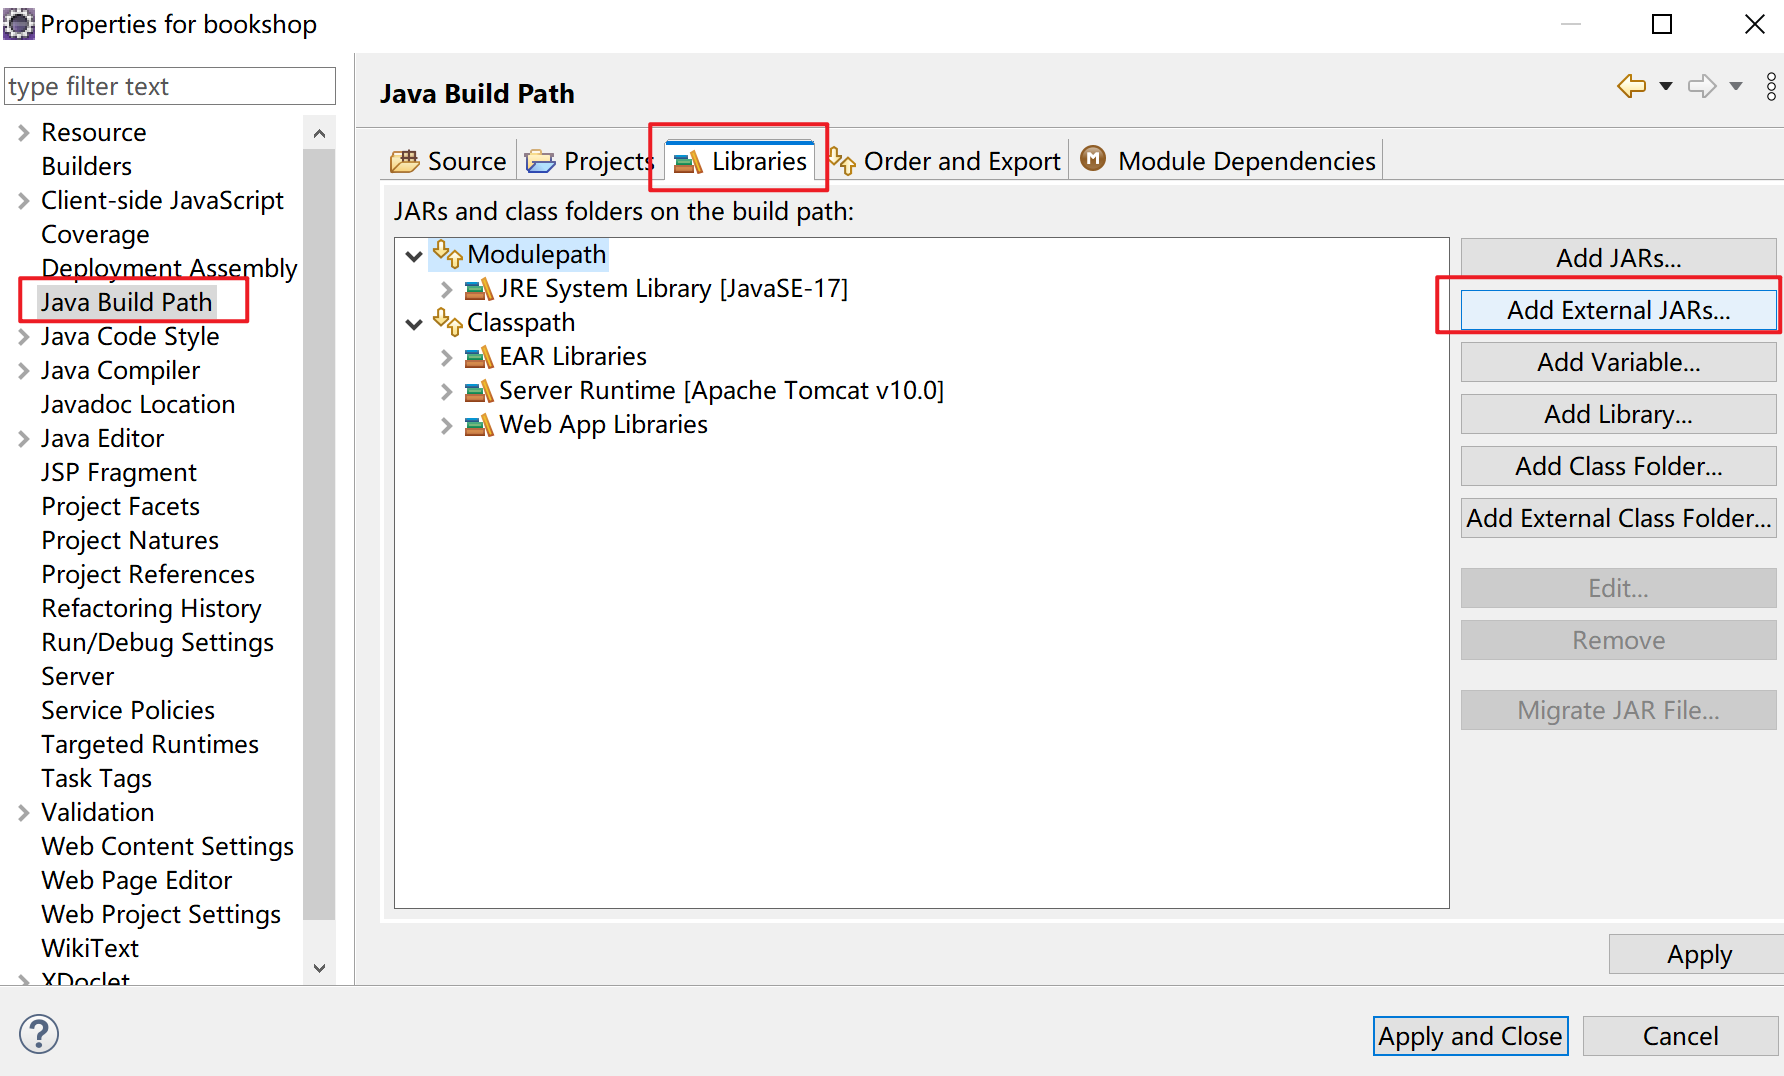 Properties for bookshop
type filter text
Resource
Builders
Client-side JavaScript
Coverage
Deployment Assembly
Java Build Path
Java Code Style
Java Compiler
Javadoc Location
Java Editor
JSP Fragment
Project Facets
Project Natures
Project References
Refactoring History
Run/Debug Settings
Server
Service Policies
Targeted Runtimes
Task Tags
Validation
Web Content Settings
Web Page Editor
Web Project Settings
WikiText
XDoclet
Java Build Path
Source
Projects
Libraries
Order and Export
M Module Dependencies
JARs and class folders on the build path:
Modulepath
JRE System Library [JavaSE-17]
Classpath
EAR Libraries
Server Runtime [Apache Tomcat v10.0]
Web App Libraries
Add JARs...
Add External JARs...
Add Variable...
Add Library...
Add Class Folder...
Add External Class Folder...
Edit...
Remove
Migrate JAR File...
Apply
?
Apply and Close
Cancel